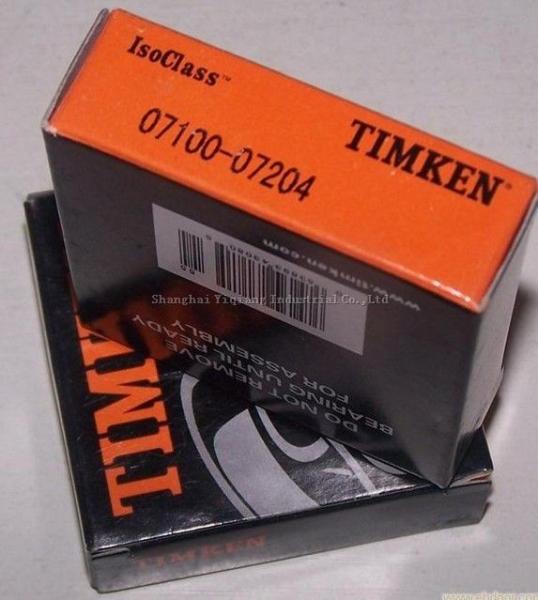 IsoClass™
07100-07204
TIMKEN®
www.timken.com
Shanghai Yiqiang Industrial Co.,Ltd
DO NOT REMOVE
BEARING UNTIL READY
FOR ASSEMBLY
TIMK
TIMKEN